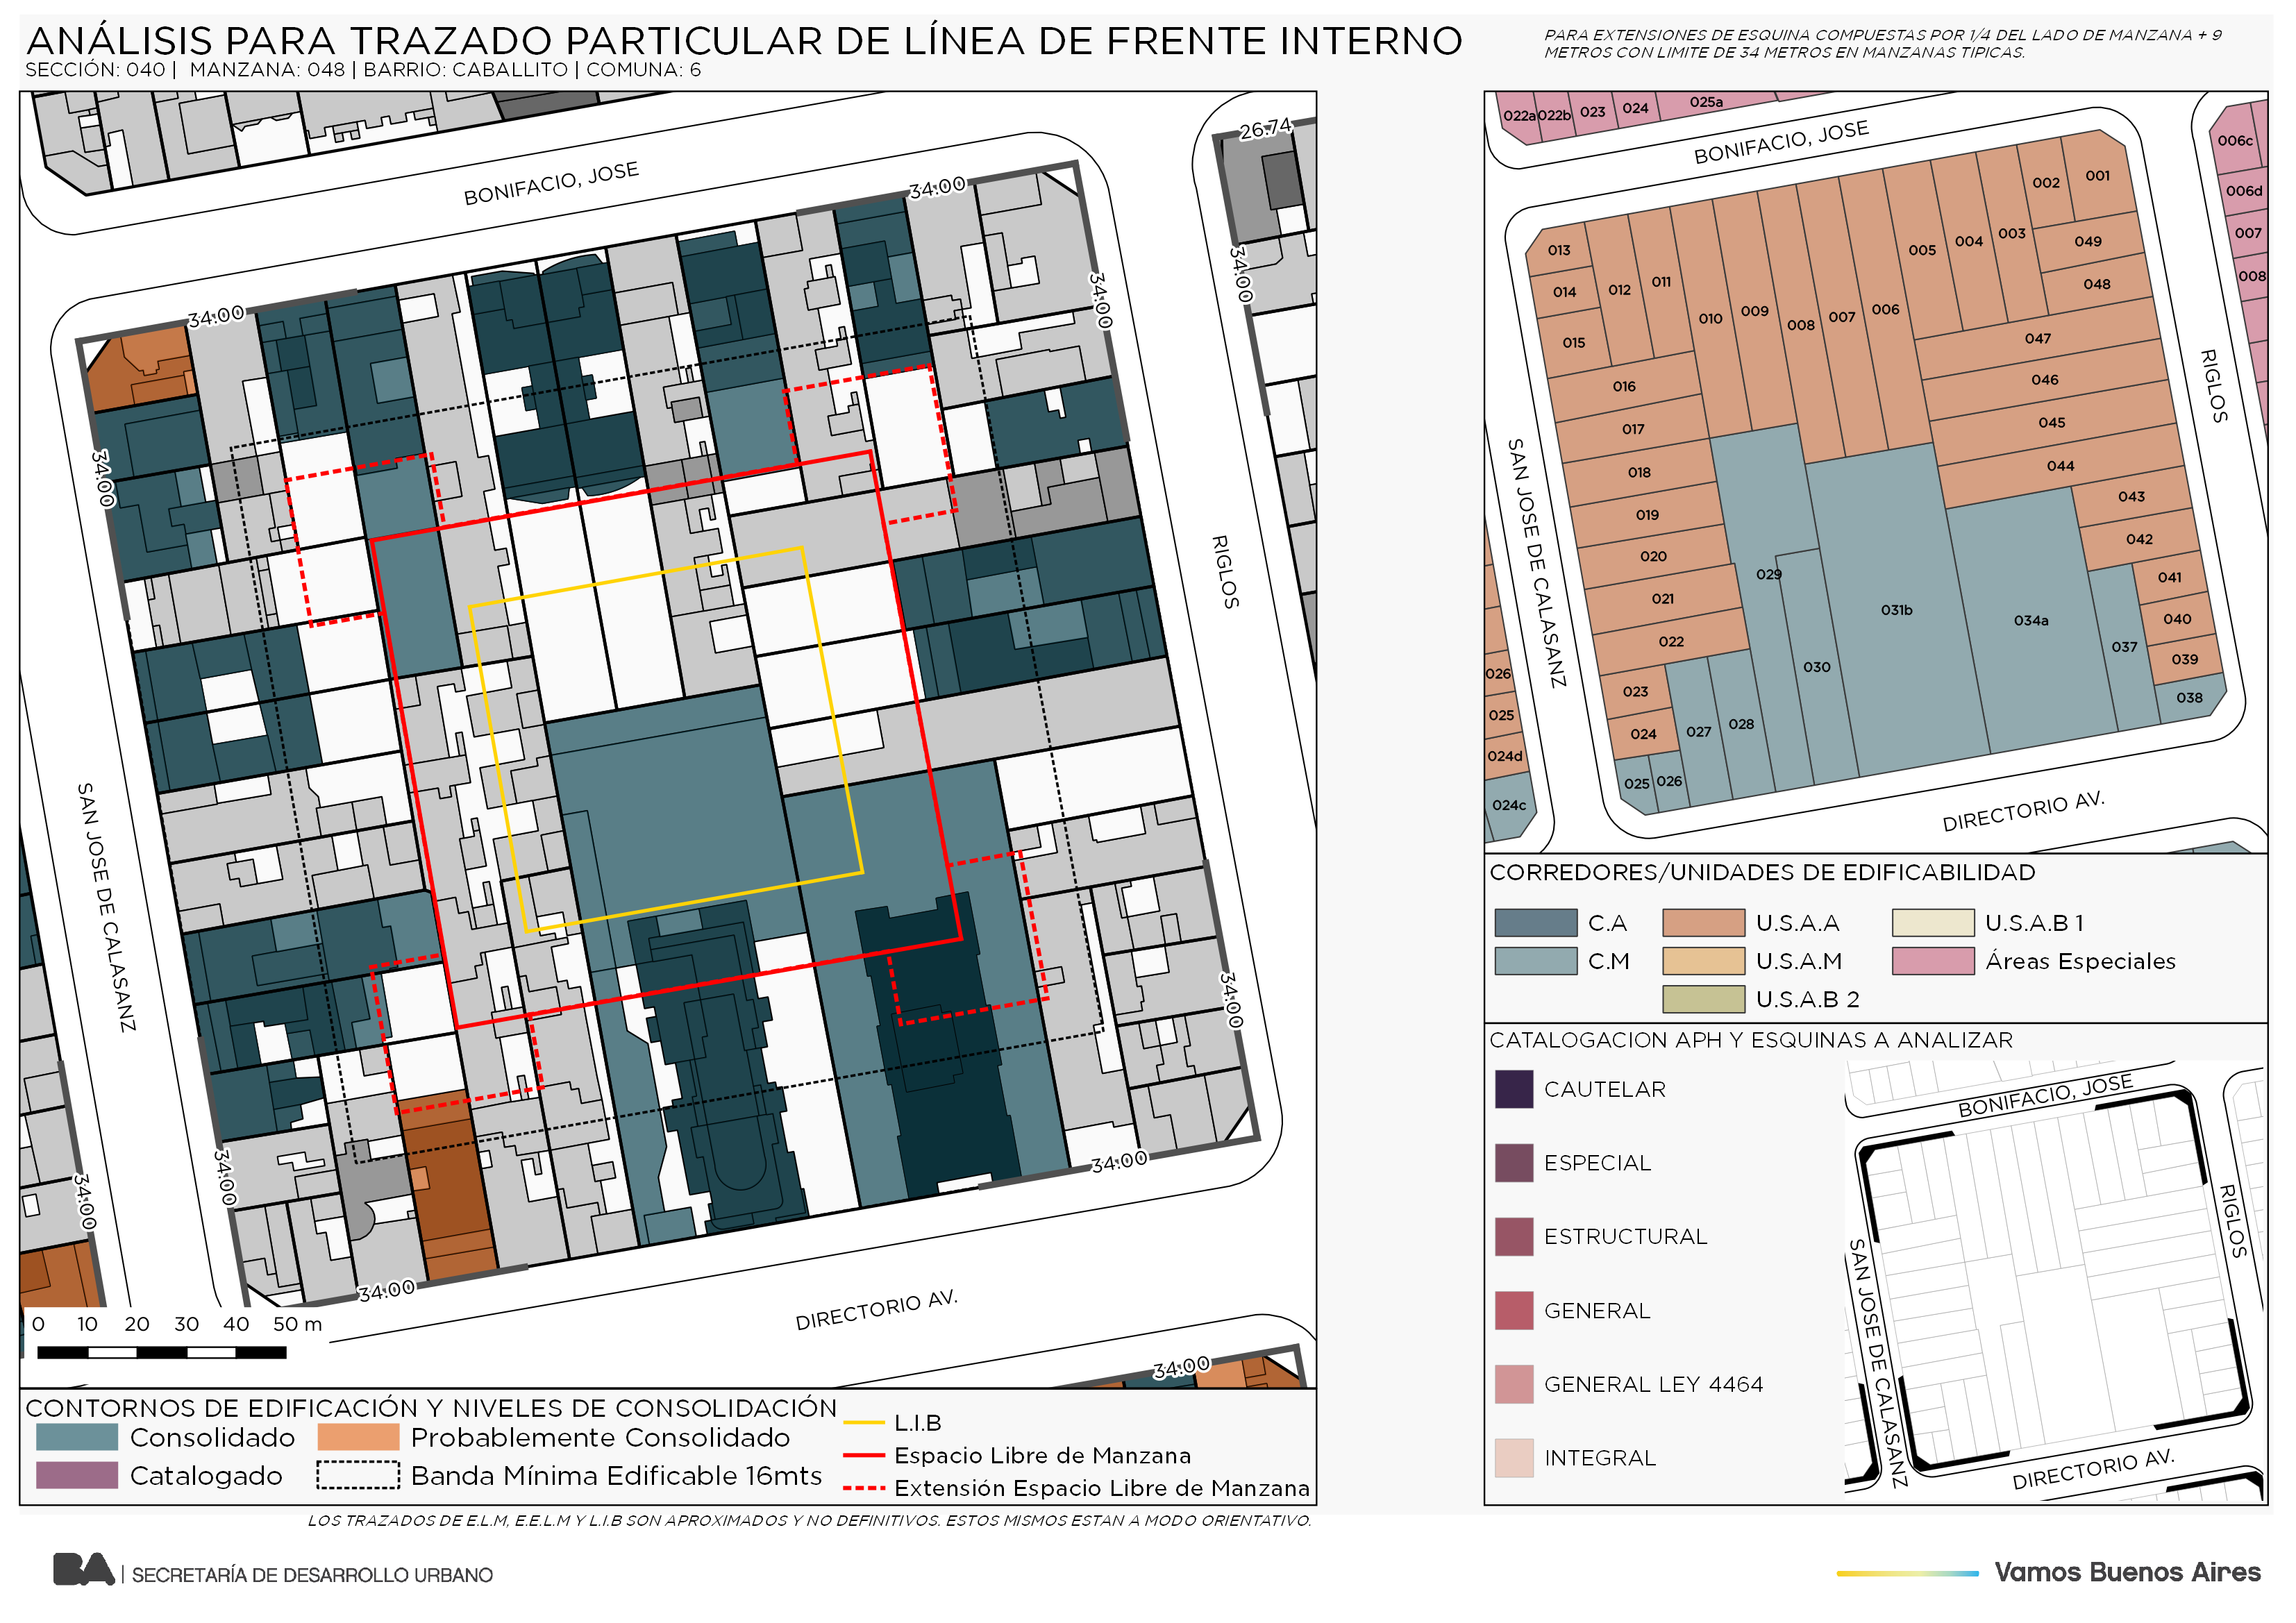 ANÁLISIS PARA TRAZADO PARTICULAR DE LÍNEA DE FRENTE INTERNO
SECCIÓN: 040 | MANZANA: 048 | BARRIO: CABALLITO | COMUNA: 6
PARA EXTENSIONES DE ESQUINA COMPUESTAS POR 1/4 DEL LADO DE MANZANA + 9
METROS CON LIMITE DE 34 METROS EN MANZANAS TIPICAS.
26.74
BONIFACIO, JOSE
34.00
34.00
34.00
34.00
34.00
RIGLOS
SAN JOSE DE CALASANZ
34.00
34.00
34.00
34.00
34.00
DIRECTORIO AV.
34.00
0 10 20 30 40 50 m
CONTORNOS DE EDIFICACIÓN Y NIVELES DE CONSOLIDACIÓN
Consolidado
Probablemente Consolidado
Catalogado
Banda Mínima Edificable 16mts
L.I.B
Espacio Libre de Manzana
Extensión Espacio Libre de Manzana
022a
022b
023
024
025a
BONIFACIO, JOSE
006c
006d
007
008
001
002
003
004
005
006
007
008
009
010
011
012
013
014
015
016
017
018
019
020
021
022
023
024
025
026
027
028
029
030
031b
034a
037
038
039
040
041
042
043
044
045
046
047
048
049
026
025
024d
024c
SAN JOSE DE CALASANZ
RIGLOS
DIRECTORIO AV.
CORREDORES/UNIDADES DE EDIFICABILIDAD
C.A
U.S.A.A
U.S.A.B 1
C.M
U.S.A.M
Áreas Especiales
U.S.A.B 2
CATALOGACION APH Y ESQUINAS A ANALIZAR
CAUTELAR
ESPECIAL
ESTRUCTURAL
GENERAL
GENERAL LEY 4464
INTEGRAL
BONIFACIO, JOSE
RIGLOS
SAN JOSE DE CALASANZ
DIRECTORIO AV.
LOS TRAZADOS DE E.L.M, E.E.L.M Y L.I.B SON APROXIMADOS Y NO DEFINITIVOS. ESTOS MISMOS ESTAN A MODO ORIENTATIVO.
BA | SECRETARÍA DE DESARROLLO URBANO
Vamos Buenos Aires